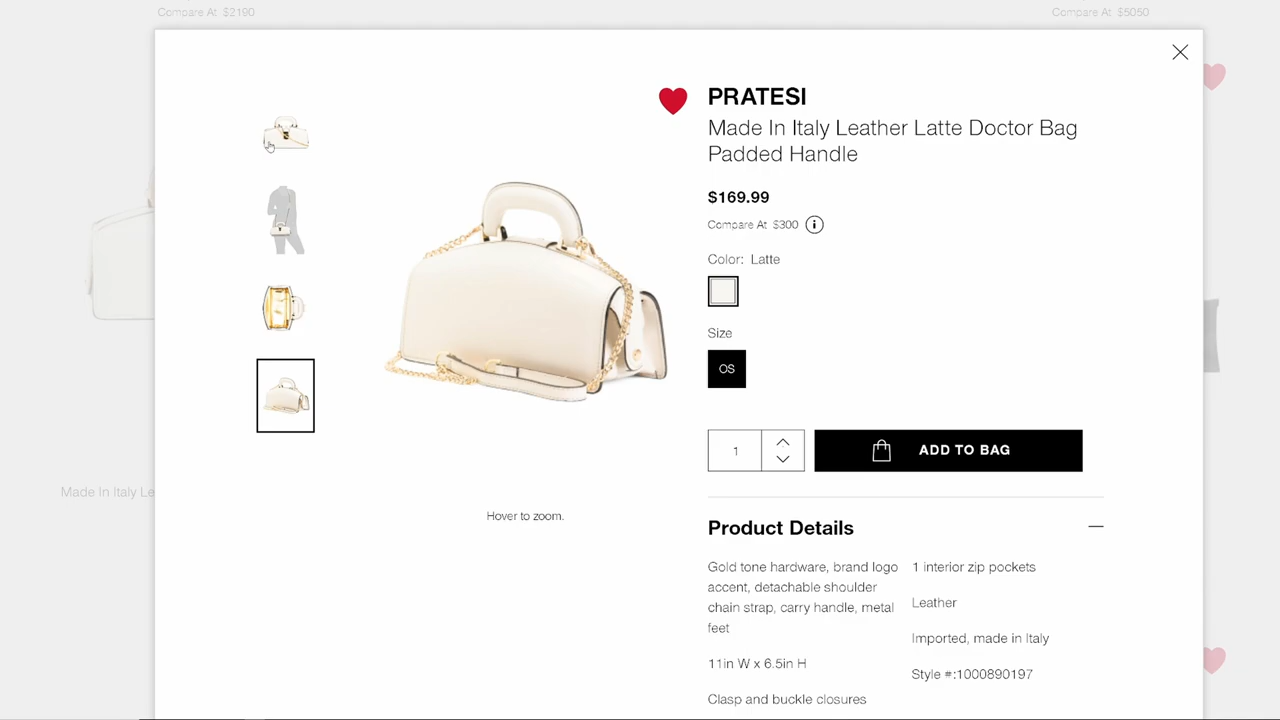 Compare At $2190
Compare At $5050
PRATESI
Made In Italy Leather Latte Doctor Bag
Padded Handle
$169.99
Compare At $300
Color: Latte
Size
OS
1
ADD TO BAG
Made In Italy Le
Hover to zoom.
Product Details
Gold tone hardware, brand logo
accent, detachable shoulder
chain strap, carry handle, metal
feet
11in W x 6.5in H
Clasp and buckle closures
1 interior zip pockets
Leather
Imported, made in Italy
Style #:1000890197